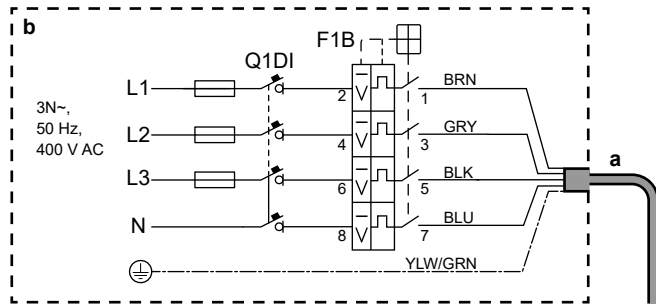 b
F1B
Q1DI
L1 2 1 BRN
3N~,
50 Hz,
400 V AC
L2 4 3 GRY
a
L3 6 5 BLK
N 8 7 BLU
YLW/GRN